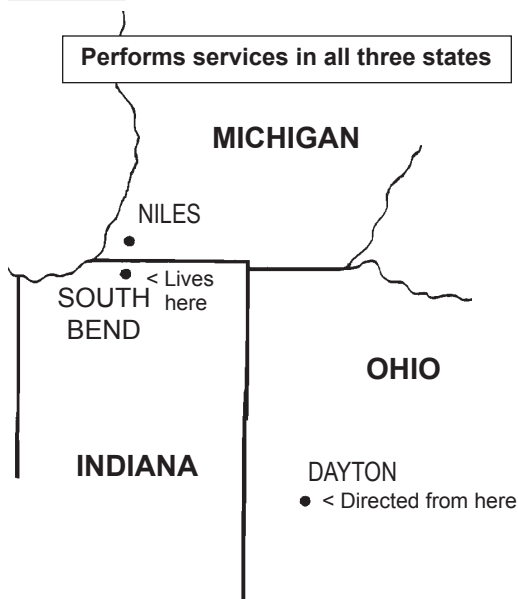 Performs services in all three states
MICHIGAN
NILES
< Lives
SOUTH here
BEND
OHIO
INDIANA
DAYTON
< Directed from here